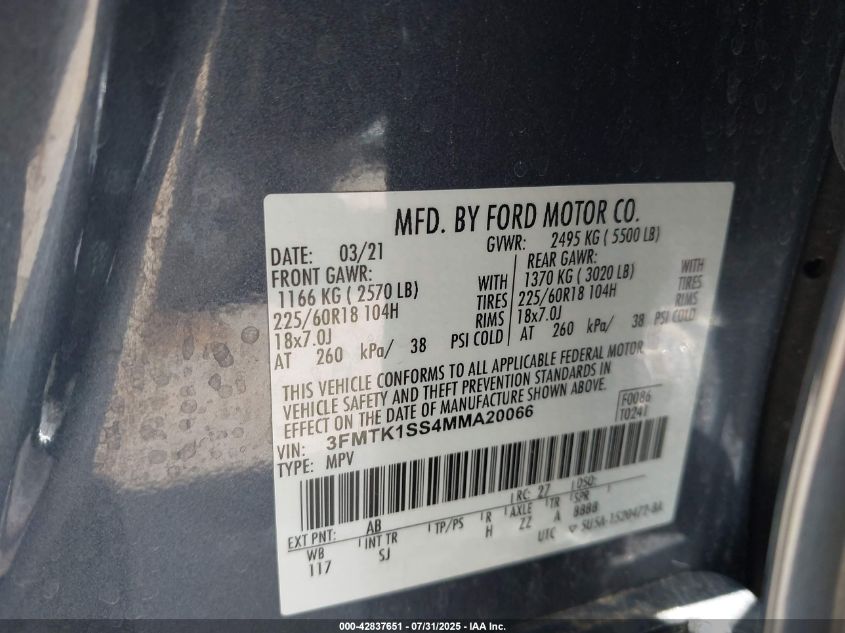 MFD. BY FORD MOTOR CO.
DATE: 03/21 GVWR: 2495 KG ( 5500 LB)
FRONT GAWR: REAR GAWR:
1166 KG ( 2570 LB) WITH 1370 KG ( 3020 LB) WITH
225/60R18 104H TIRES 225/60R18 104H TIRES
18x7.0J RIMS 18x7.0J RIMS
AT 260 kPa/ 38 PSI COLD AT 260 kPa/ 38 PSI COLD
THIS VEHICLE CONFORMS TO ALL APPLICABLE FEDERAL MOTOR
VEHICLE SAFETY AND THEFT PREVENTION STANDARDS IN
EFFECT ON THE DATE OF MANUFACTURE SHOWN ABOVE.
VIN: 3FMTK1SS4MMA20066
TYPE: MPV
F0086
T0241
RC: 27 DSO:
EXT PNT: AB
WB INT TR TP/PS R AXLE TR SPR
117 SJ H ZZ A 8888
UTC
000-42837651 - 07/31/2025 - IAA Inc.